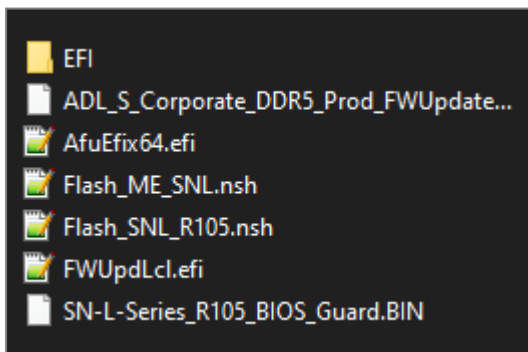 EFI
ADL_S_Corporate_DDR5_Prod_FWUpdate...
AfuEfix64.efi
Flash_ME_SNL.nsh
Flash_SNL_R105.nsh
FWUpdLcl.efi
SN-L-Series_R105_BIOS_Guard.BIN